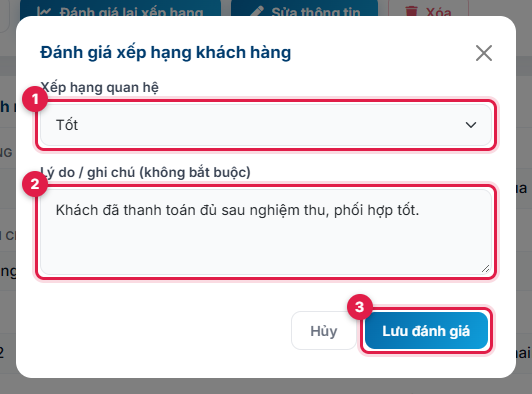 Đánh giá lại xếp hạng
Sửa thông tin
Xóa
Đánh giá xếp hạng khách hàng
Xếp hạng quan hệ
1
Tốt
Lý do / ghi chú (không bắt buộc)
2
Khách đã thanh toán đủ sau nghiệm thu, phối hợp tốt.
3
Hủy
Lưu đánh giá